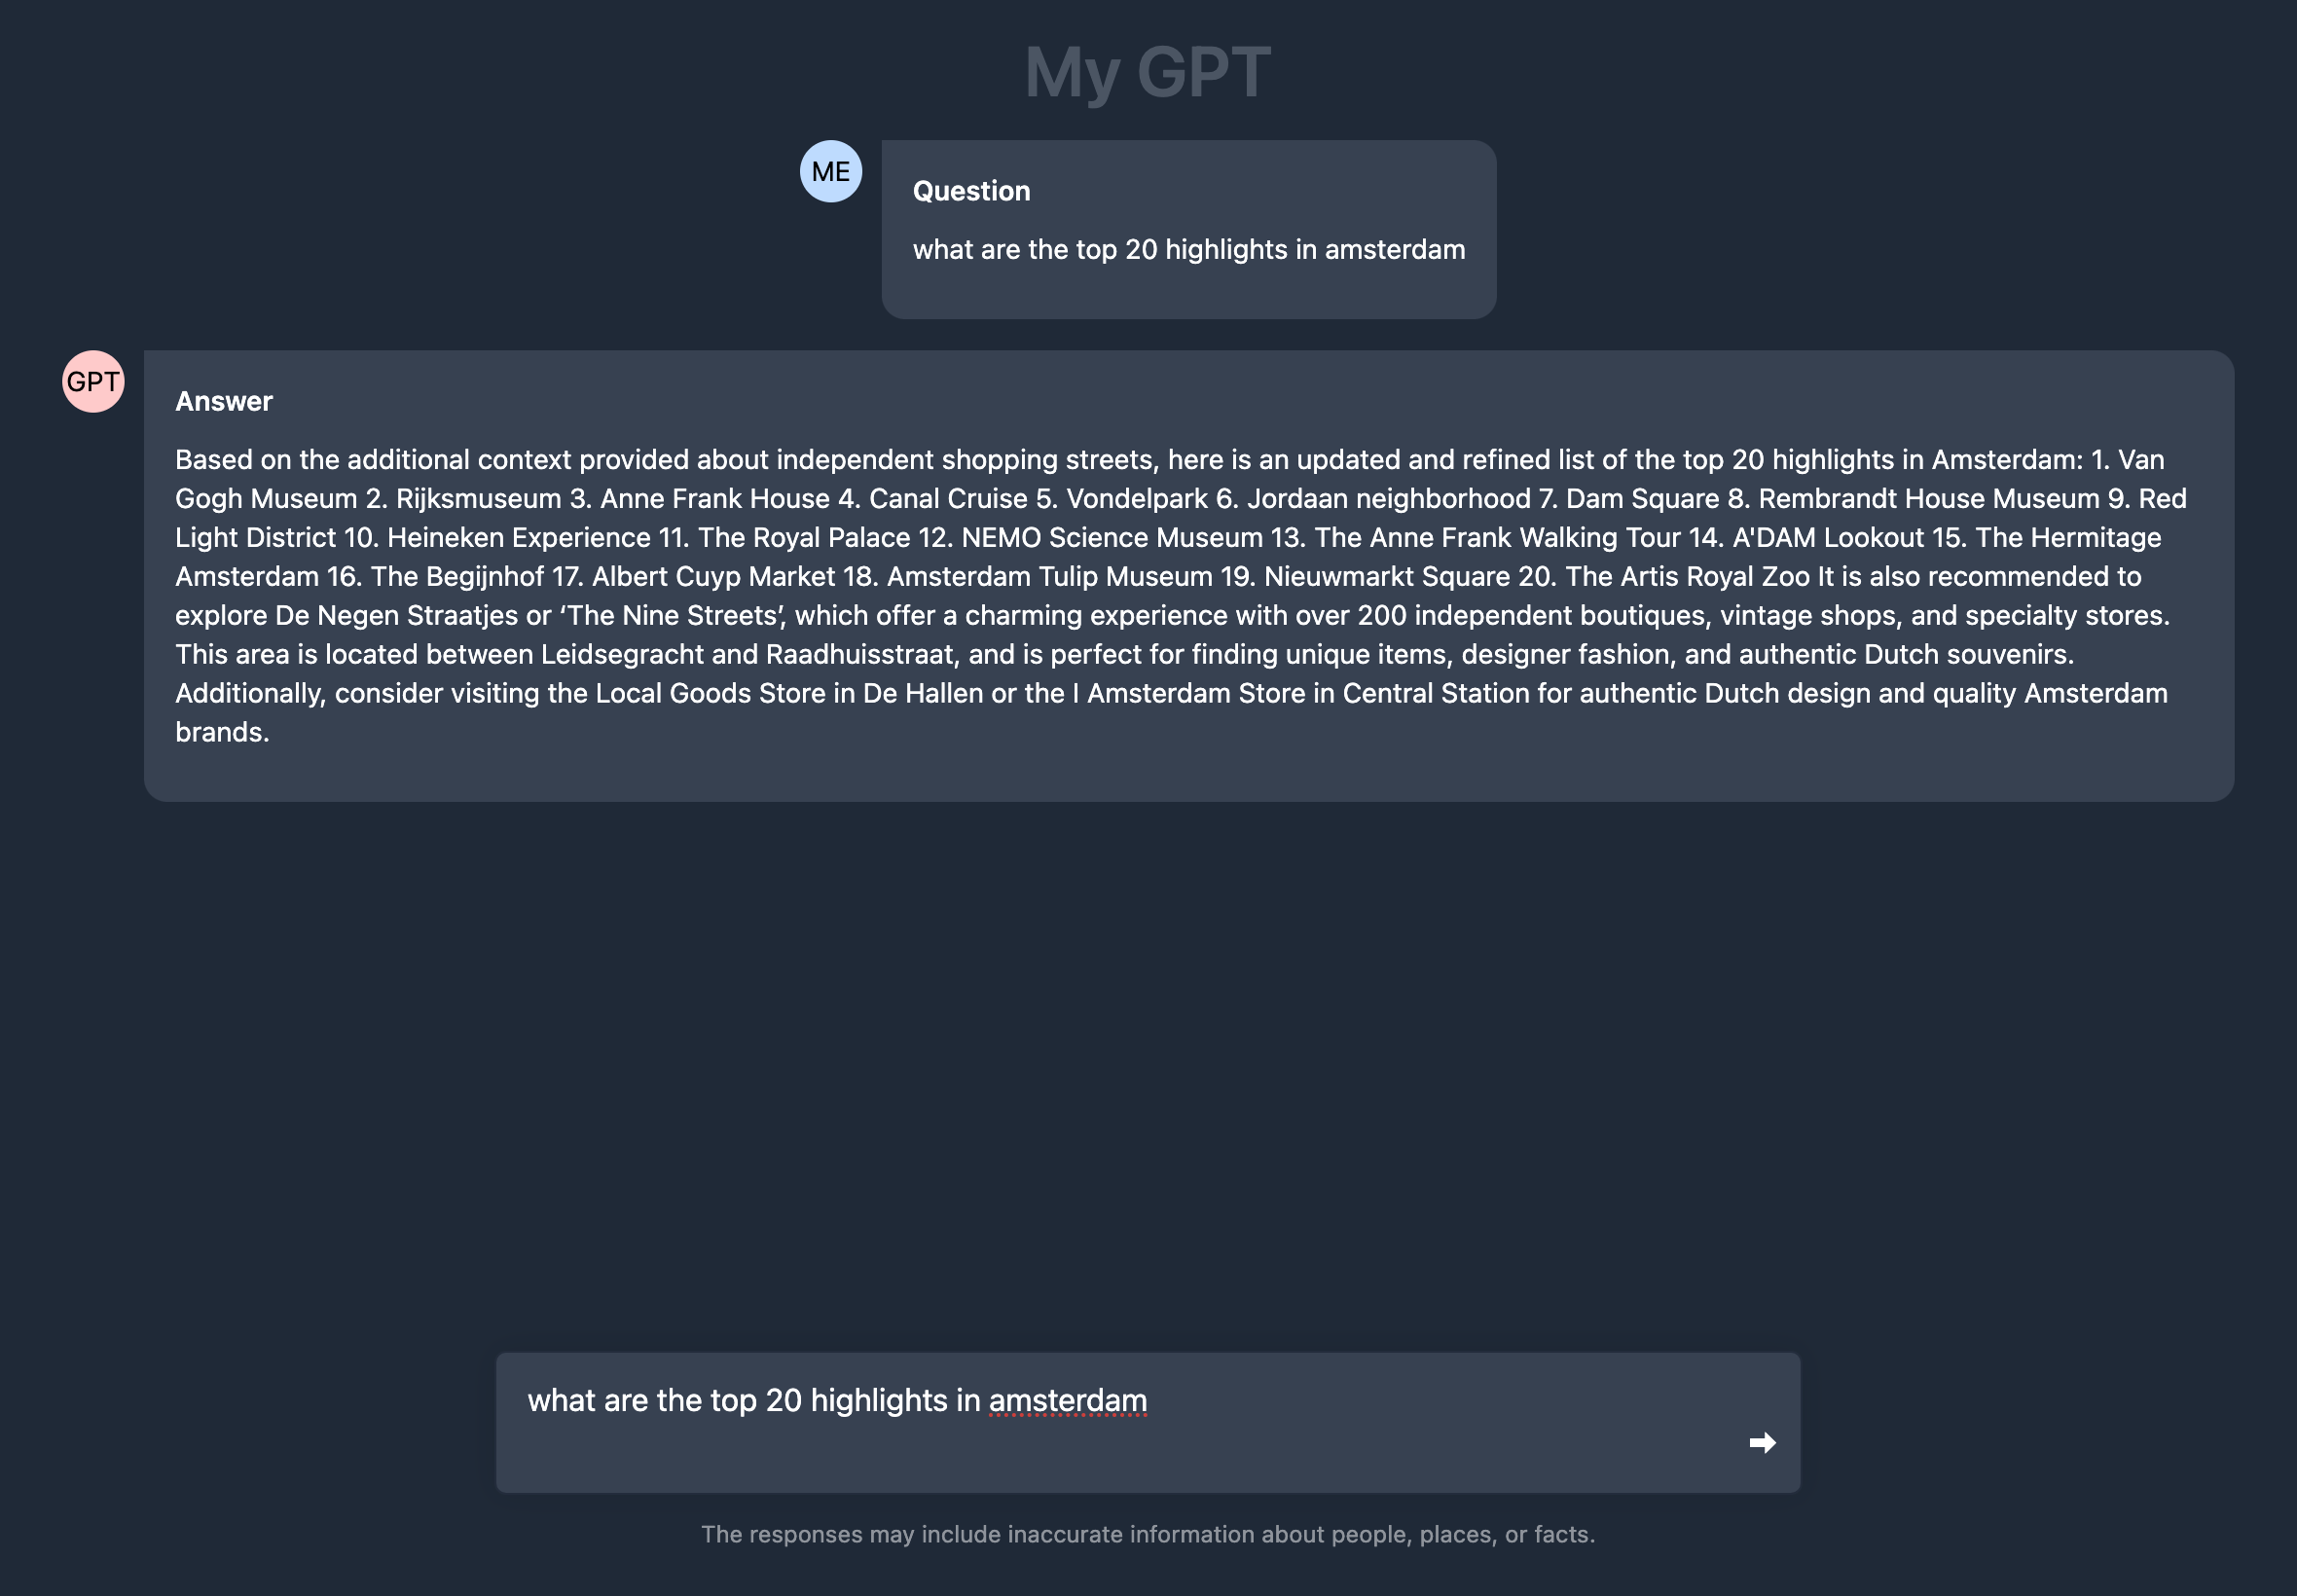 My GPT
ME
Question
what are the top 20 highlights in amsterdam
GPT
Answer
Based on the additional context provided about independent shopping streets, here is an updated and refined list of the top 20 highlights in Amsterdam: 1. Van
Gogh Museum 2. Rijksmuseum 3. Anne Frank House 4. Canal Cruise 5. Vondelpark 6. Jordaan neighborhood 7. Dam Square 8. Rembrandt House Museum 9. Red
Light District 10. Heineken Experience 11. The Royal Palace 12. NEMO Science Museum 13. The Anne Frank Walking Tour 14. A'DAM Lookout 15. The Hermitage
Amsterdam 16. The Begijnhof 17. Albert Cuyp Market 18. Amsterdam Tulip Museum 19. Nieuwmarkt Square 20. The Artis Royal Zoo It is also recommended to
explore De Negen Straatjes or ‘The Nine Streets’, which offer a charming experience with over 200 independent boutiques, vintage shops, and specialty stores.
This area is located between Leidsegracht and Raadhuisstraat, and is perfect for finding unique items, designer fashion, and authentic Dutch souvenirs.
Additionally, consider visiting the Local Goods Store in De Hallen or the I Amsterdam Store in Central Station for authentic Dutch design and quality Amsterdam
brands.
what are the top 20 highlights in amsterdam
The responses may include inaccurate information about people, places, or facts.